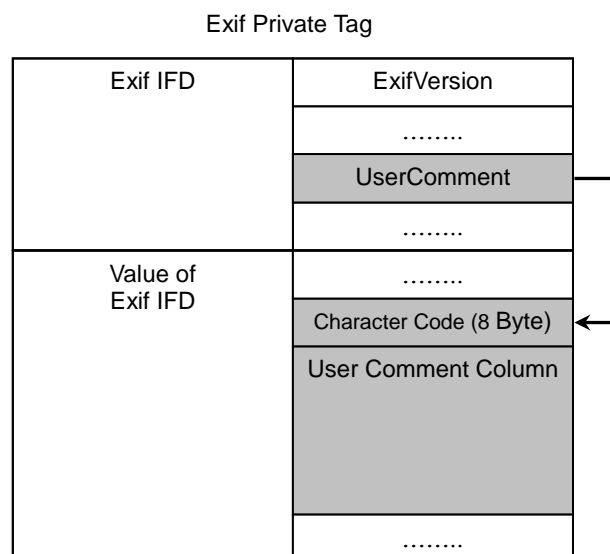 Exif Private Tag
Exif IFD
ExifVersion
........
UserComment
........
Value of
Exif IFD
........
Character Code (8 Byte)
User Comment Column
........